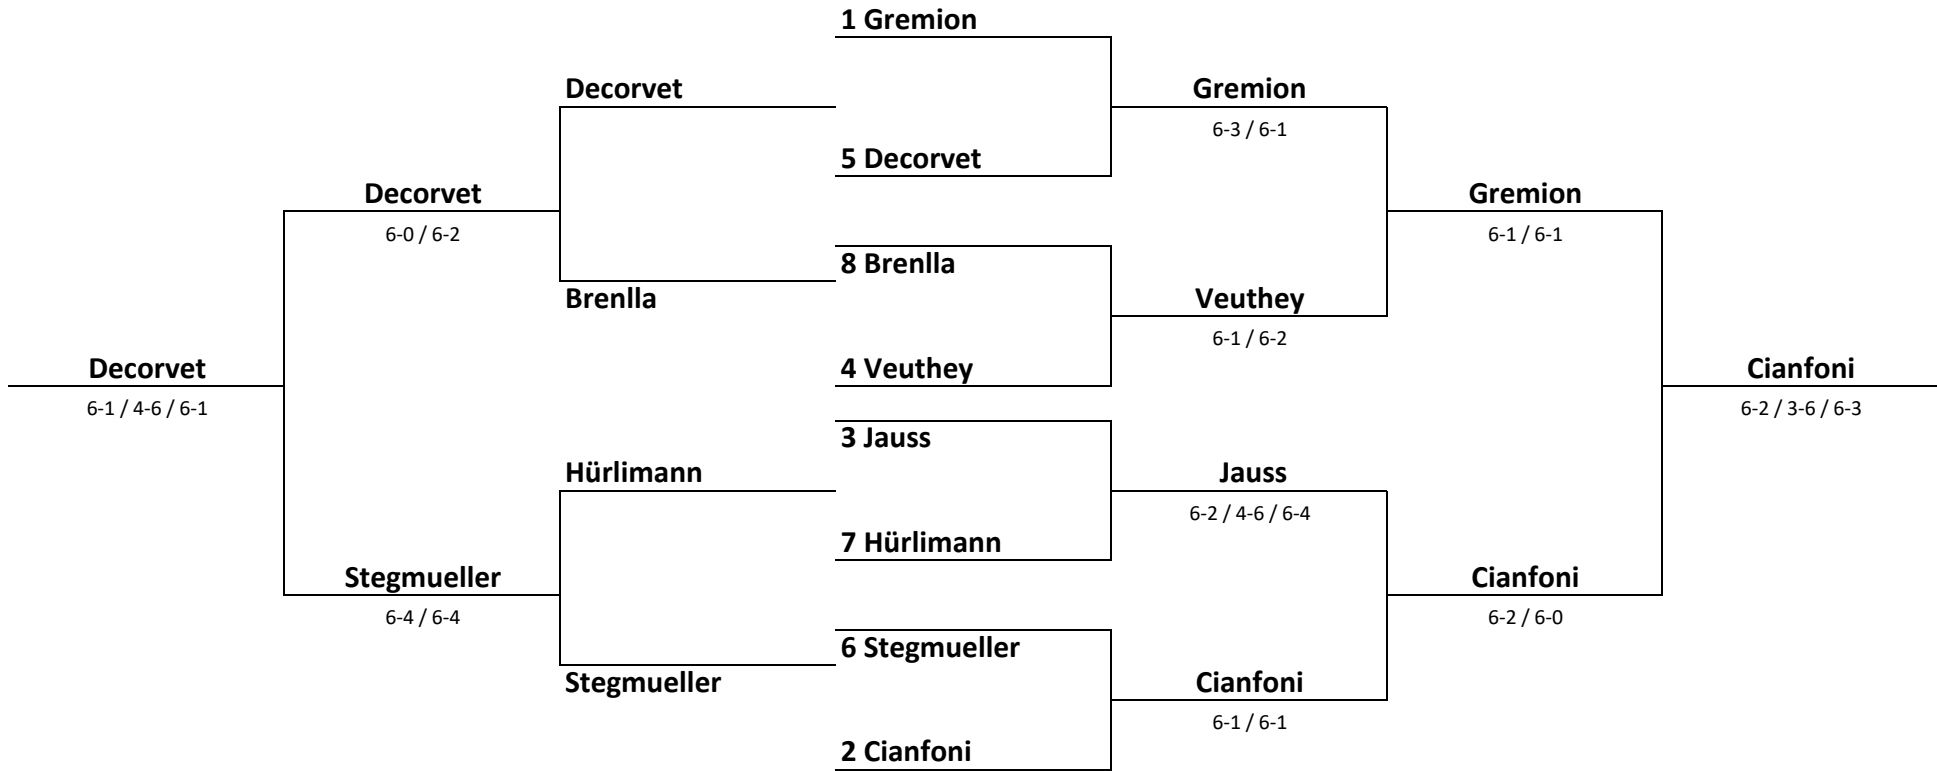 1 Gremion
Decorvet
Gremion
6-3 / 6-1
5 Decorvet
Decorvet
Gremion
6-0 / 6-2
6-1 / 6-1
8 Brenlla
Brenlla
Veuthey
6-1 / 6-2
Decorvet
4 Veuthey
Cianfoni
6-1 / 4-6 / 6-1
6-2 / 3-6 / 6-3
3 Jauss
Hürlimann
Jauss
6-2 / 4-6 / 6-4
7 Hürlimann
Stegmueller
Cianfoni
6-4 / 6-4
6-2 / 6-0
6 Stegmueller
Stegmueller
Cianfoni
6-1 / 6-1
2 Cianfoni